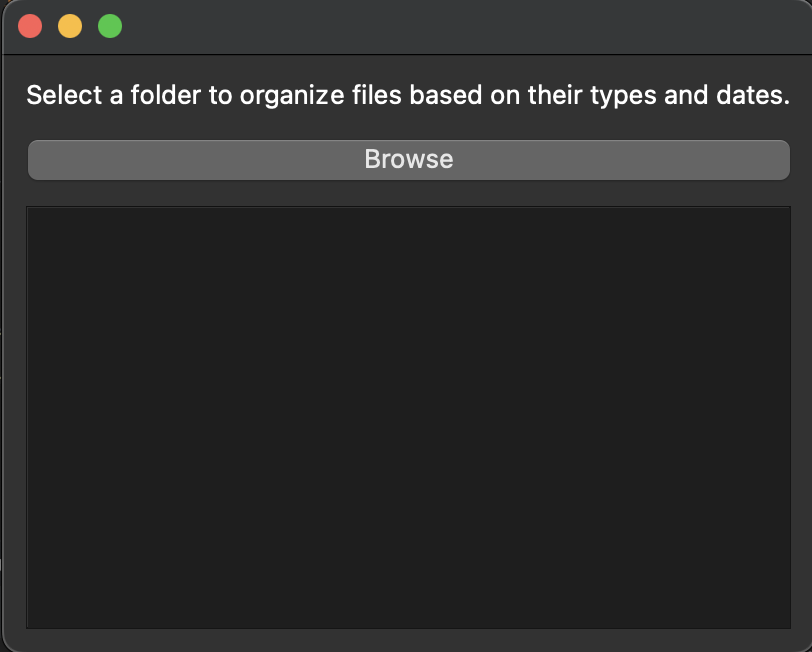 Select a folder to organize files based on their types and dates.
Browse